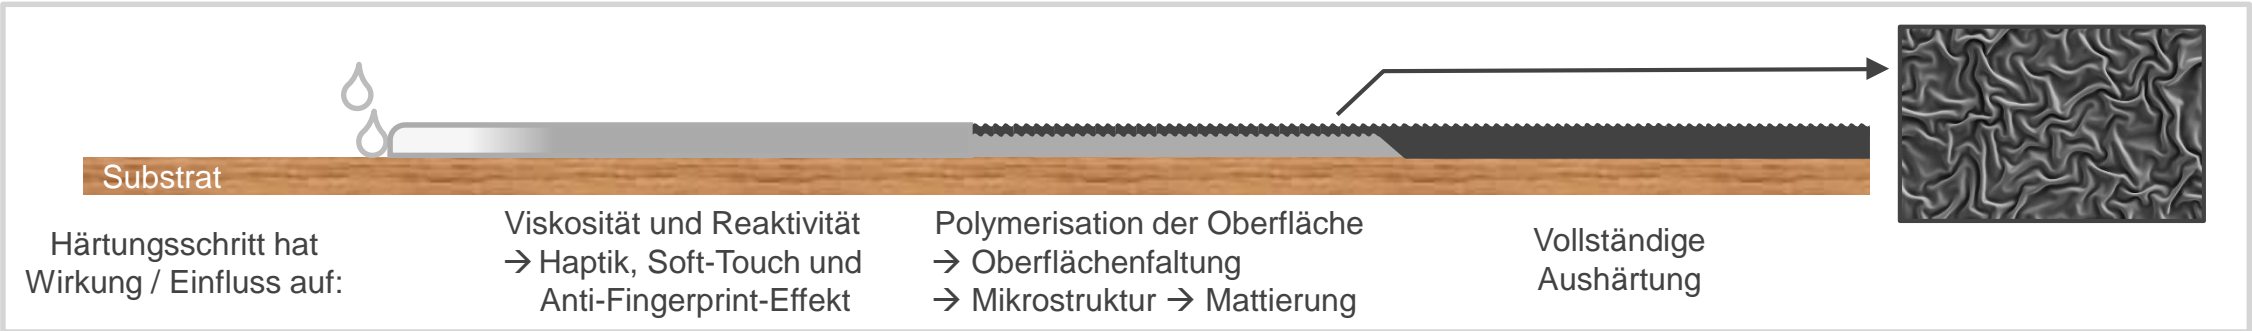 Substrat
Härtungsschritt hat
Wirkung / Einfluss auf:
Viskosität und Reaktivität
→ Haptik, Soft-Touch und
Anti-Fingerprint-Effekt
Polymerisation der Oberfläche
→ Oberflächenfaltung
→ Mikrostruktur → Mattierung
Vollständige
Aushärtung